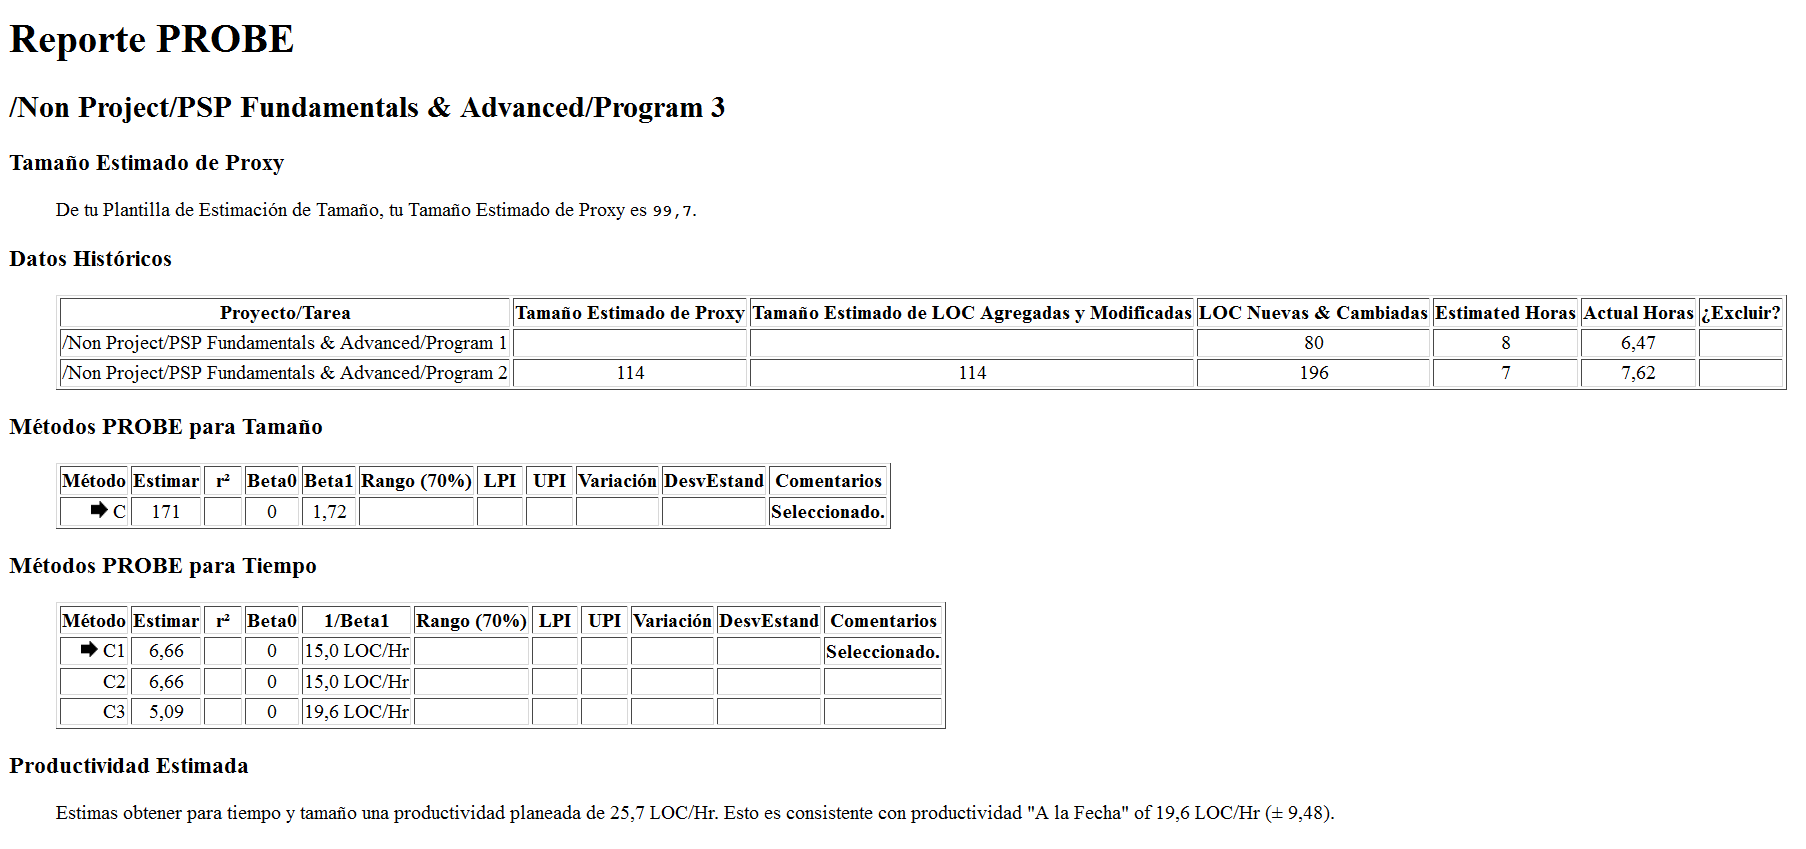 Reporte PROBE
/Non Project/PSP Fundamentals & Advanced/Program 3
Tamaño Estimado de Proxy
De tu Plantilla de Estimación de Tamaño, tu Tamaño Estimado de Proxy es 99,7.
Datos Históricos
Proyecto/Tarea Tamaño Estimado de Proxy Tamaño Estimado de LOC Agregadas y Modificadas LOC Nuevas & Cambiadas Estimated Horas Actual Horas ¿Excluir?
/Non Project/PSP Fundamentals & Advanced/Program 1 80 8 6,47
/Non Project/PSP Fundamentals & Advanced/Program 2 114 114 196 7 7,62
Métodos PROBE para Tamaño
Método Estimar r² Beta0 Beta1 Rango (70%) LPI UPI Variación DesvEstand Comentarios
C 171 0 1,72 Seleccionado.
Métodos PROBE para Tiempo
Método Estimar r² Beta0 1/Beta1 Rango (70%) LPI UPI Variación DesvEstand Comentarios
C1 6,66 0 15,0 LOC/Hr Seleccionado.
C2 6,66 0 15,0 LOC/Hr
C3 5,09 0 19,6 LOC/Hr
Productividad Estimada
Estimas obtener para tiempo y tamaño una productividad planeada de 25,7 LOC/Hr. Esto es consistente con productividad "A la Fecha" of 19,6 LOC/Hr (± 9,48).